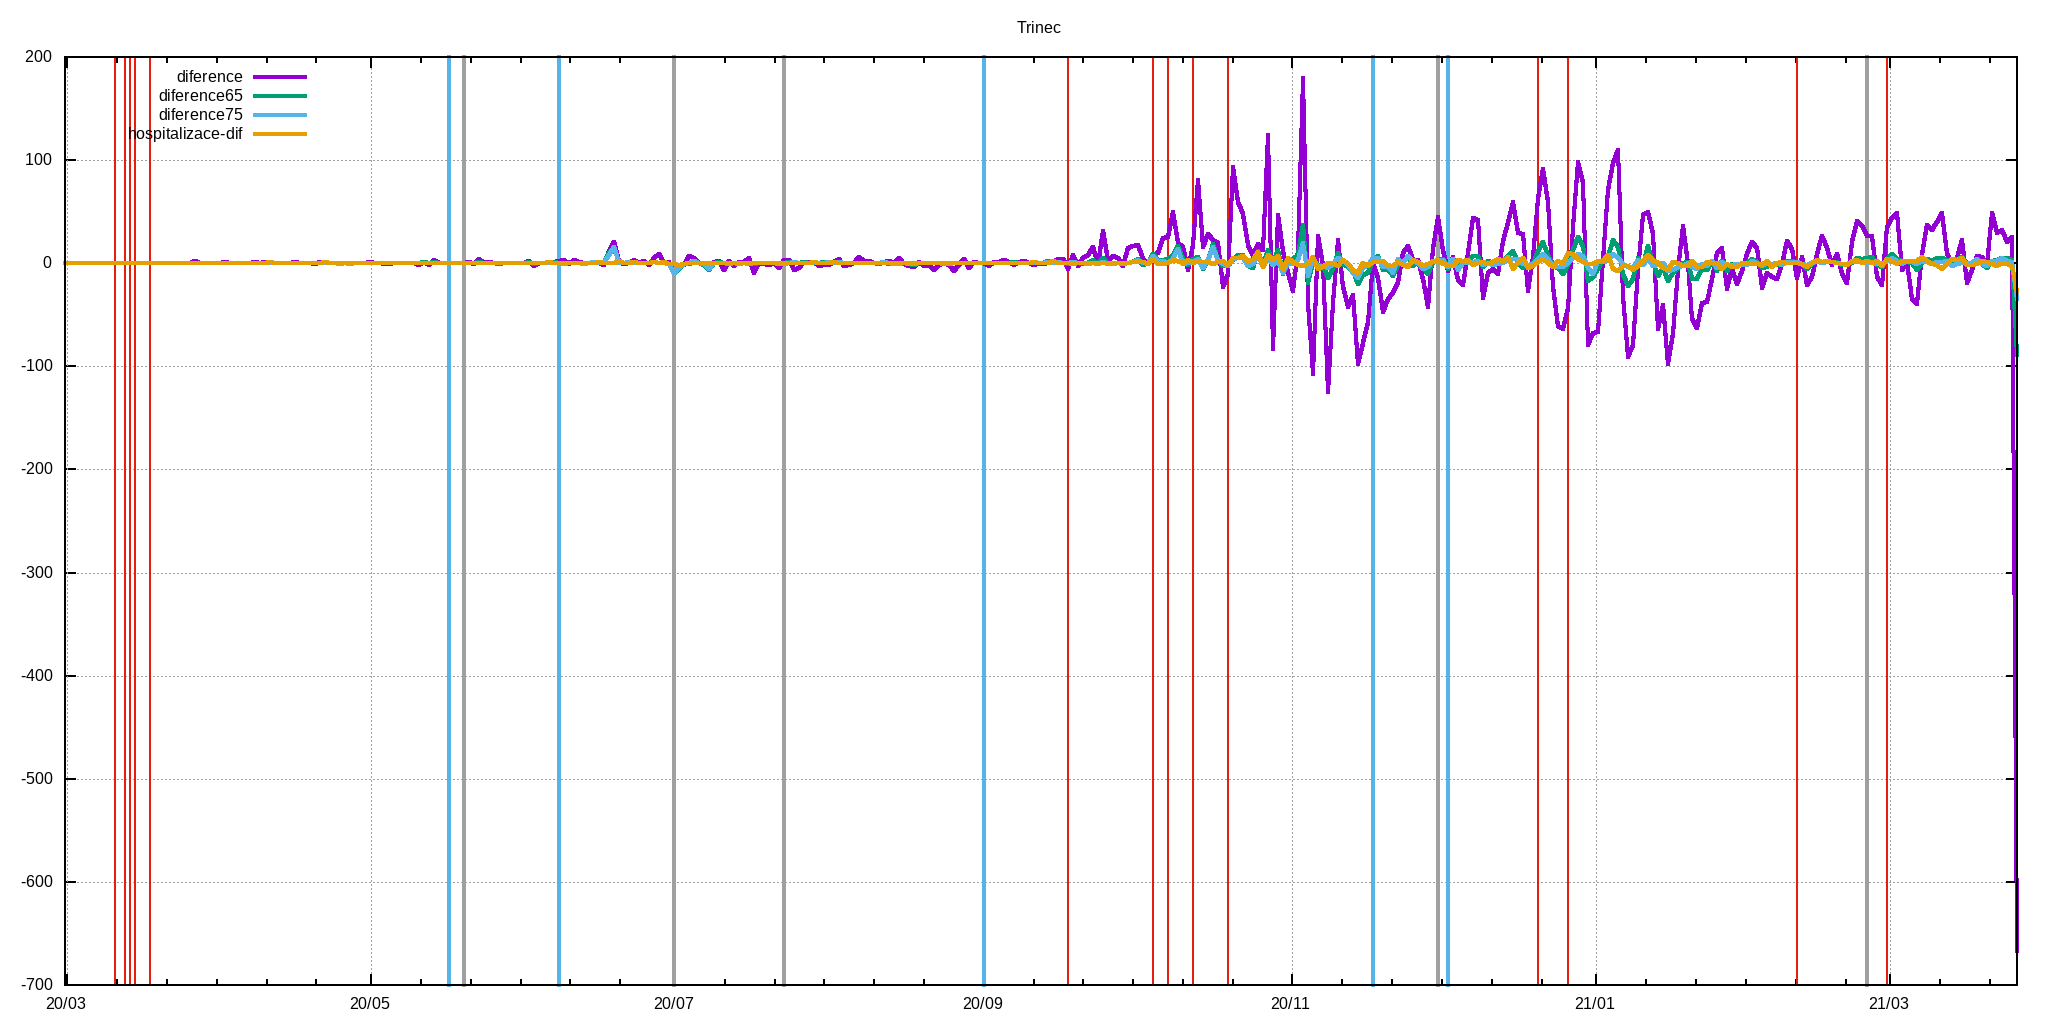 Trinec
200
100
0
-100
-200
-300
-400
-500
-600
-700
diference
diference65
diference75
hospitalizace-dif
20/03 20/05 20/07 20/09 20/11 21/01 21/03